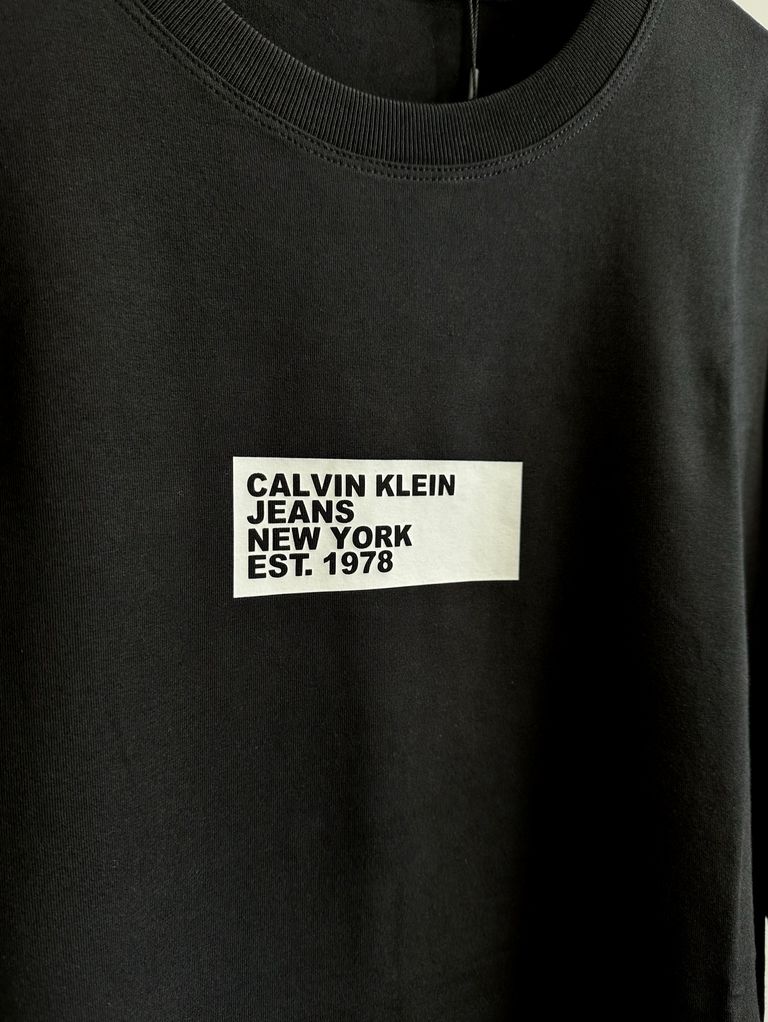 CALVIN KLEIN
JEANS
NEW YORK
EST. 1978